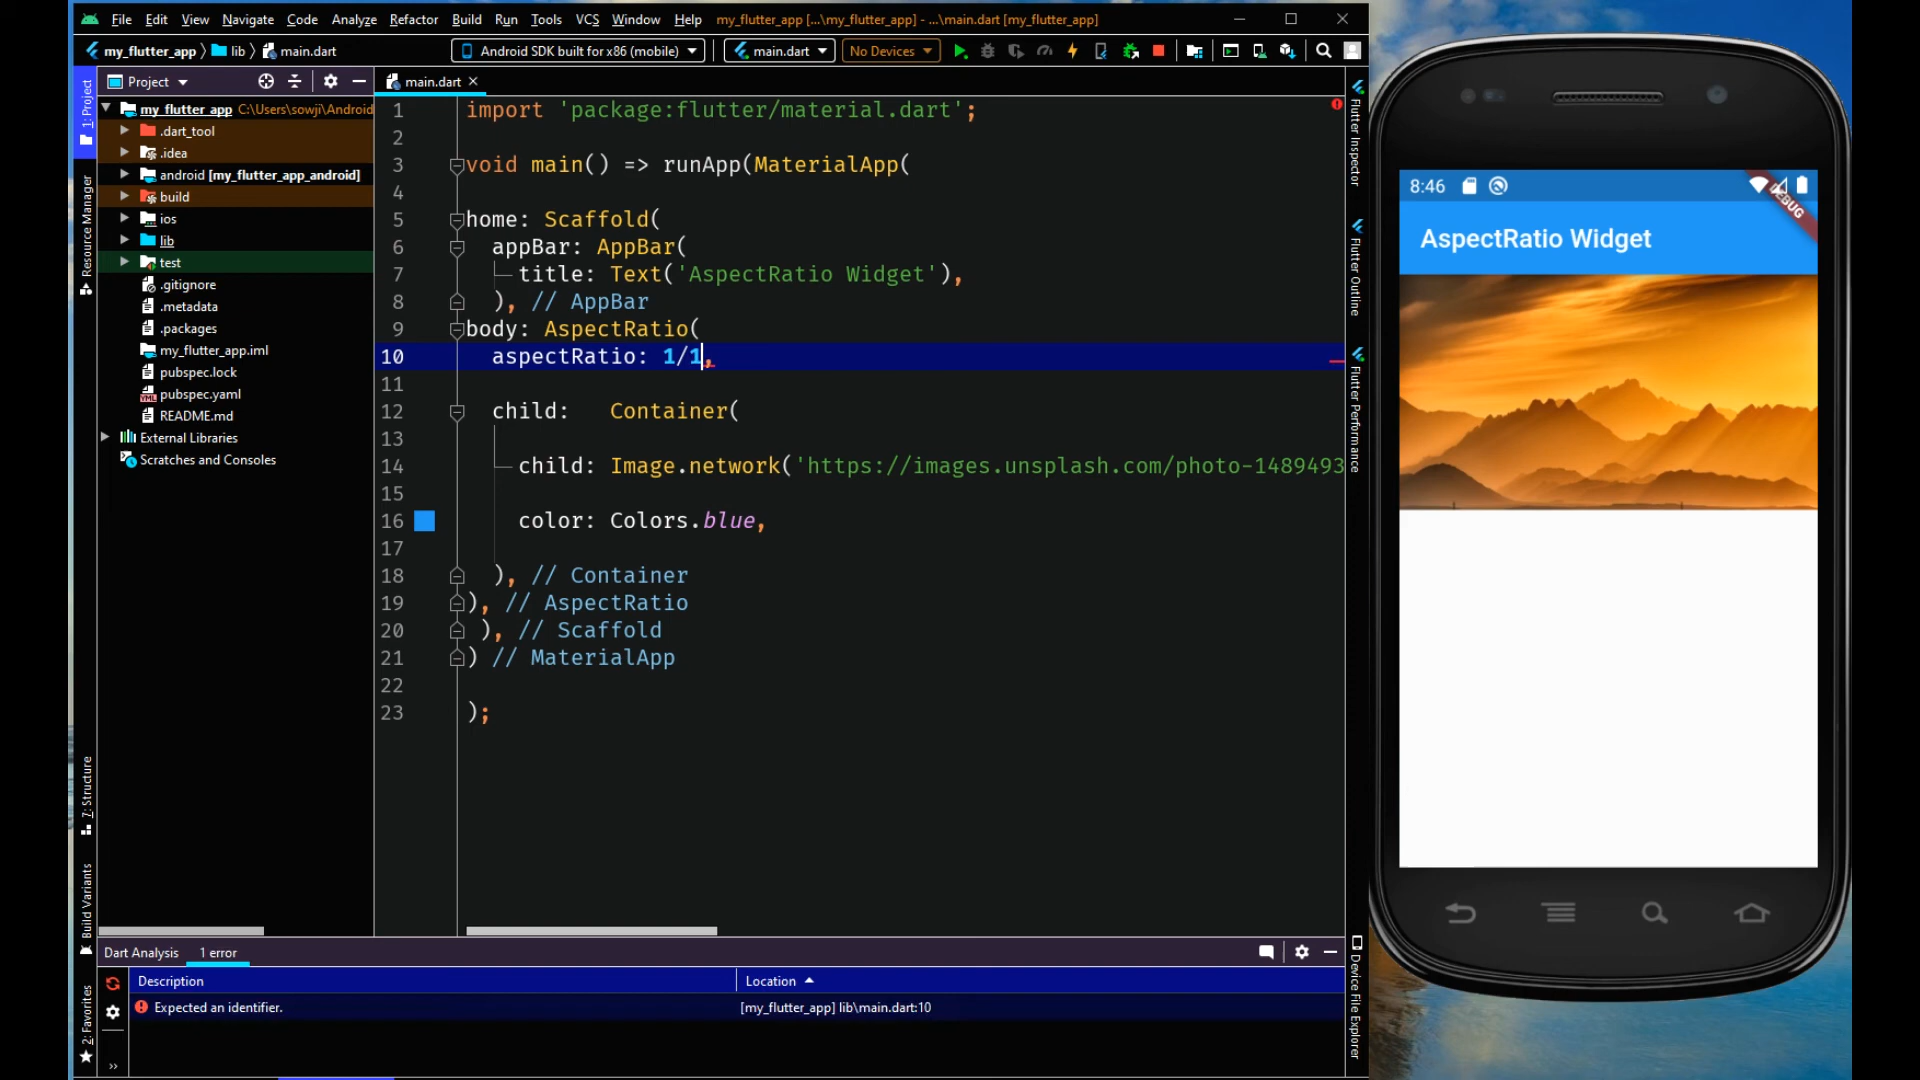 File Edit View Navigate Code Analyze Refactor Build Run Tools VCS Window Help my_flutter_app [...\my_flutter_app] - ...\main.dart [my_flutter_app]
my_flutter_app lib main.dart Android SDK built for x86 (mobile) main.dart No Devices
Project
main.dart
1: Project
Resource Manager
7: Structure
Build Variants
2: Favorites
my_flutter_app C:\Users\sowji\Android
.dart_tool
.idea
android [my_flutter_app_android]
build
ios
lib
test
.gitignore
.metadata
.packages
my_flutter_app.iml
pubspec.lock
pubspec.yaml
README.md
External Libraries
Scratches and Consoles
1 import 'package:flutter/material.dart';
2
3 void main() => runApp(MaterialApp(
4
5 home: Scaffold(
6 appBar: AppBar(
7 title: Text('AspectRatio Widget'),
8 ), // AppBar
9 body: AspectRatio(
10 aspectRatio: 1/1,
11
12 child: Container(
13
14 child: Image.network('https://images.unsplash.com/photo-1489493
15
16 color: Colors.blue,
17
18 ), // Container
19 ), // AspectRatio
20 ), // Scaffold
21 ) // MaterialApp
22
23 );
Flutter Inspector
Flutter Outline
Flutter Performance
Device File Explorer
Dart Analysis 1 error
Description Location
Expected an identifier. [my_flutter_app] lib\main.dart:10
8:46
DEBUG
AspectRatio Widget